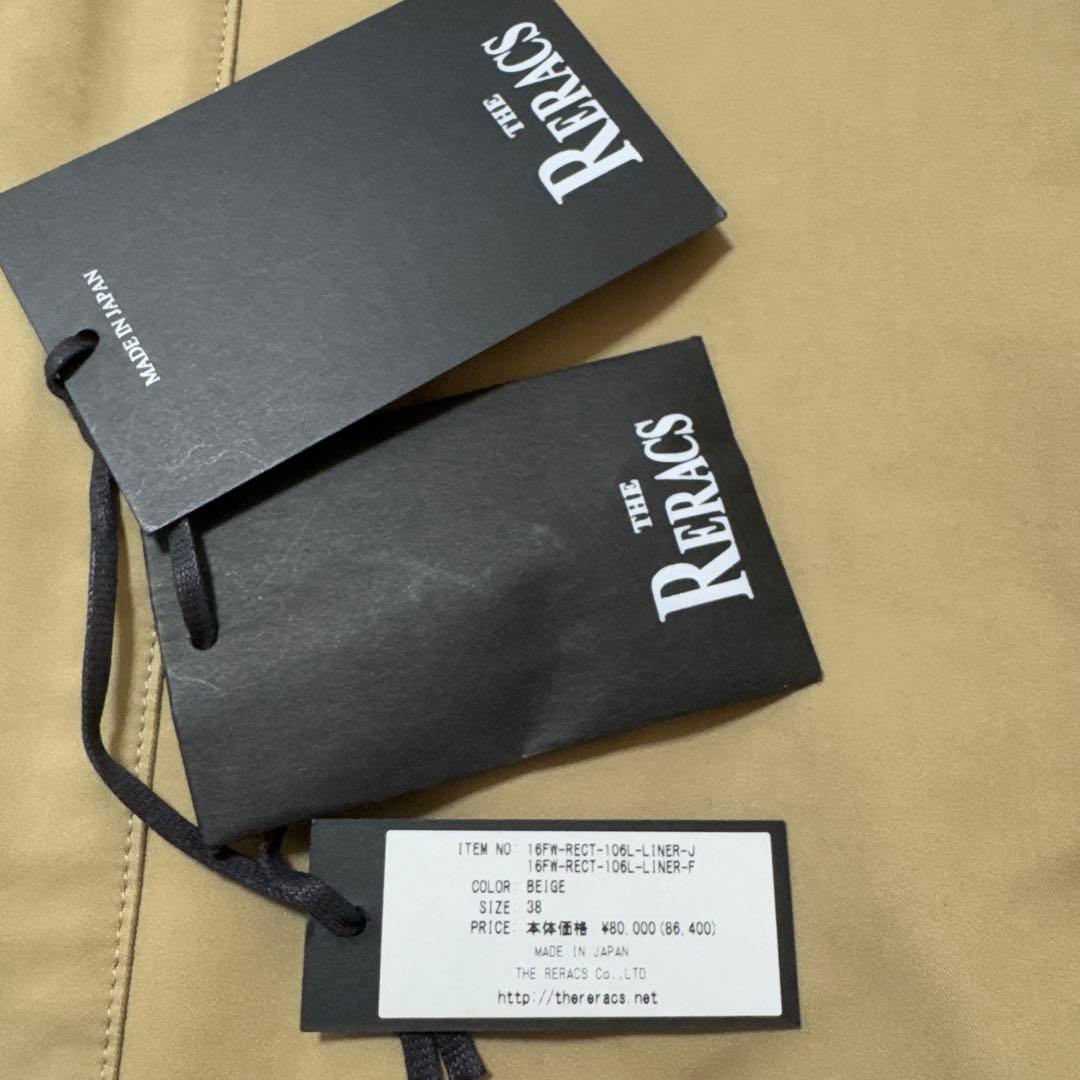 THE
RERACS
MADE IN JAPAN
THE
RERACS
ITEM NO: 16FW-RECT-106L-LINER-J
16FW-RECT-106L-LINER-F
COLOR: BEIGE
SIZE: 38
PRICE: 本体価格 ¥80,000(86,400)
MADE IN JAPAN
THE RERACS Co.,LTD
http://thereracs.net